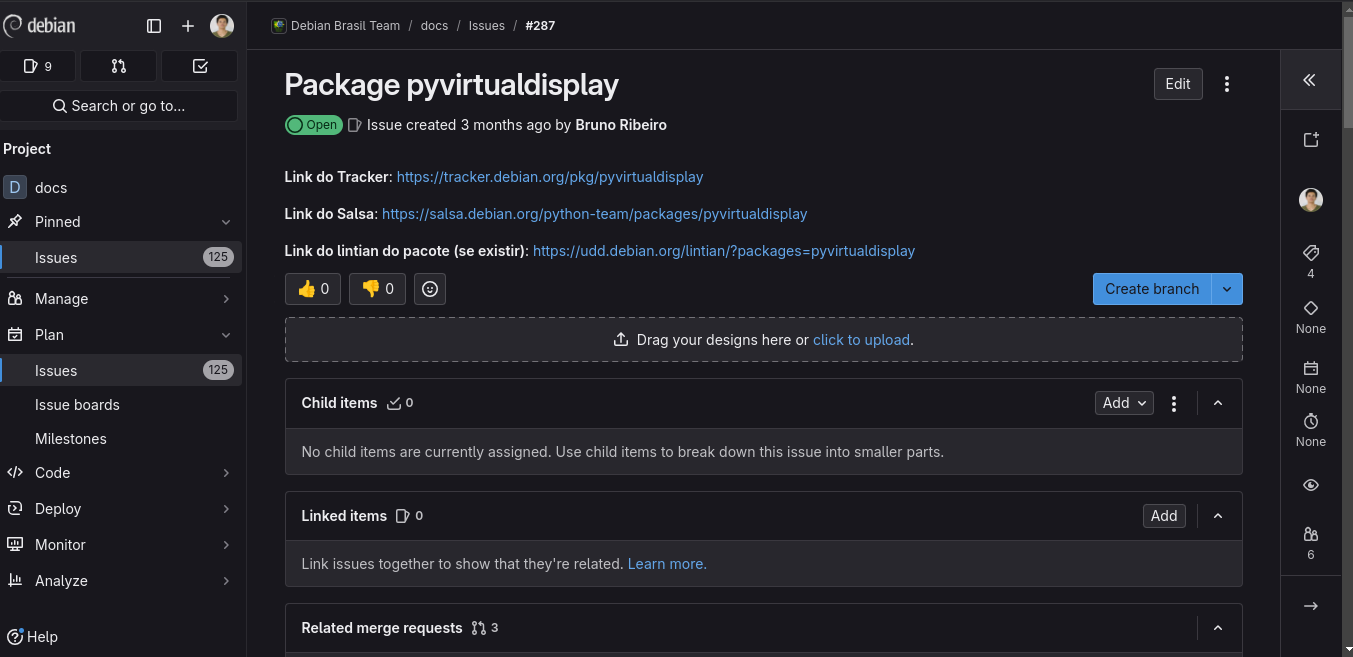 debian
9
Search or go to...
Project
D docs
Pinned
Issues 125
Manage
Plan
Issues 125
Issue boards
Milestones
Code
Deploy
Monitor
Analyze
Help
Debian Brasil Team / docs / Issues / #287
Package pyvirtualdisplay
Edit
Open Issue created 3 months ago by Bruno Ribeiro
Link do Tracker: https://tracker.debian.org/pkg/pyvirtualdisplay
Link do Salsa: https://salsa.debian.org/python-team/packages/pyvirtualdisplay
Link do lintian do pacote (se existir): https://udd.debian.org/lintian/?packages=pyvirtualdisplay
👍 0 👎 0
Create branch
Drag your designs here or click to upload.
Child items 0
Add
No child items are currently assigned. Use child items to break down this issue into smaller parts.
Linked items 0
Add
Link issues together to show that they're related. Learn more.
Related merge requests 3
4
None
None
None
6